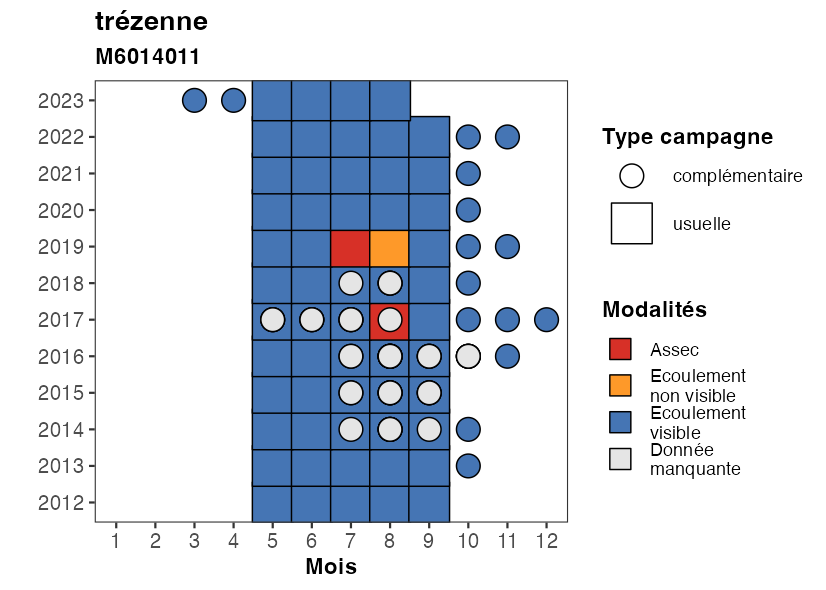 trézenne
M6014011
2023
2022
2021
2020
2019
2018
2017
2016
2015
2014
2013
2012
1 2 3 4 5 6 7 8 9 10 11 12
Mois
Type campagne
complémentaire
usuelle
Modalités
Assec
Ecoulement
non visible
Ecoulement
visible
Donnée
manquante